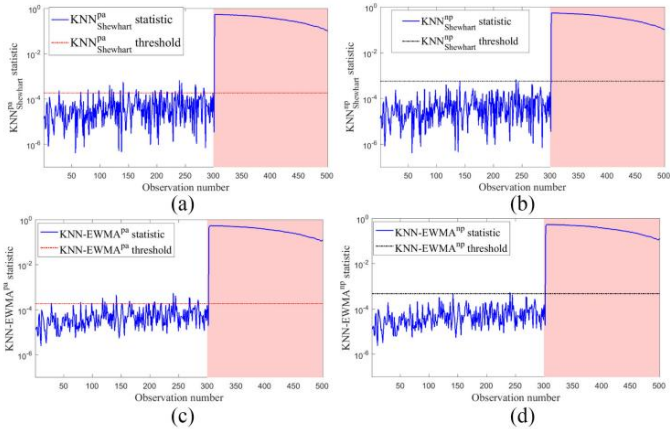 KNN^pa_Shewhart statistic
KNN^pa_Shewhart threshold
KNN^pa_Shewhart statistic
10^0
10^-2
10^-4
10^-6
50 100 150 200 250 300 350 400 450 500
Observation number
(a)
KNN^np_Shewhart statistic
KNN^np_Shewhart threshold
KNN^np_Shewhart statistic
10^0
10^-2
10^-4
10^-6
50 100 150 200 250 300 350 400 450 500
Observation number
(b)
KNN-EWMA^pa statistic
KNN-EWMA^pa threshold
KNN-EWMA^pa statistic
10^0
10^-2
10^-4
10^-6
50 100 150 200 250 300 350 400 450 500
Observation number
(c)
KNN-EWMA^np statistic
KNN-EWMA^np threshold
KNN-EWMA^np statistic
10^0
10^-2
10^-4
10^-6
50 100 150 200 250 300 350 400 450 500
Observation number
(d)